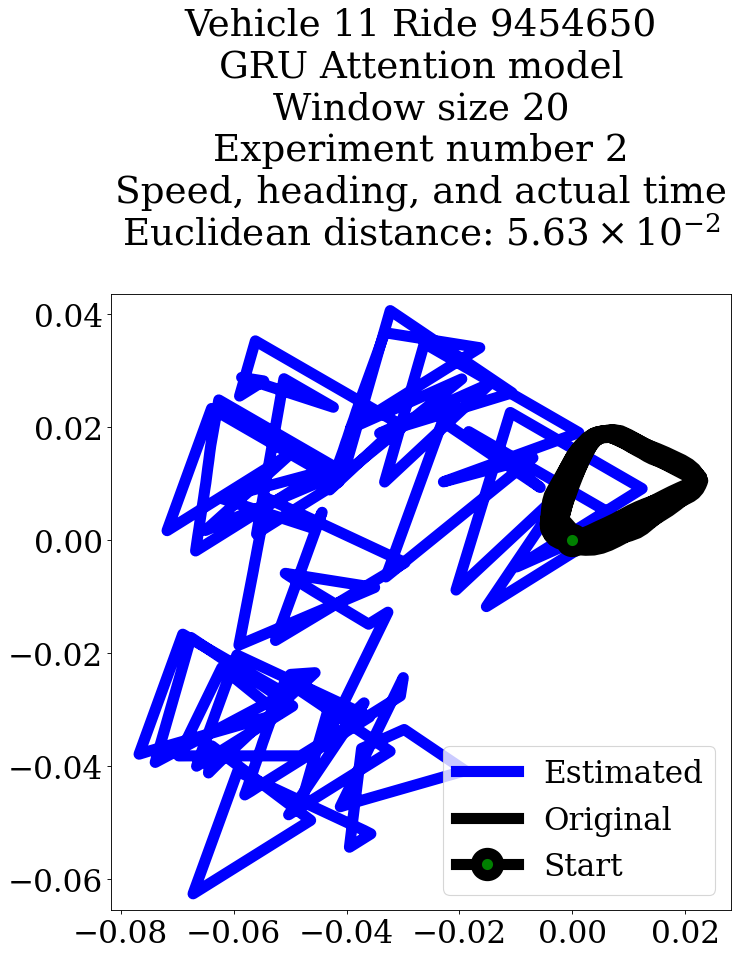 Vehicle 11 Ride 9454650
GRU Attention model
Window size 20
Experiment number 2
Speed, heading, and actual time
Euclidean distance: 5.63 × 10⁻²
0.04
0.02
0.00
−0.02
−0.04
−0.06
Estimated
Original
Start
−0.08 −0.06 −0.04 −0.02 0.00 0.02